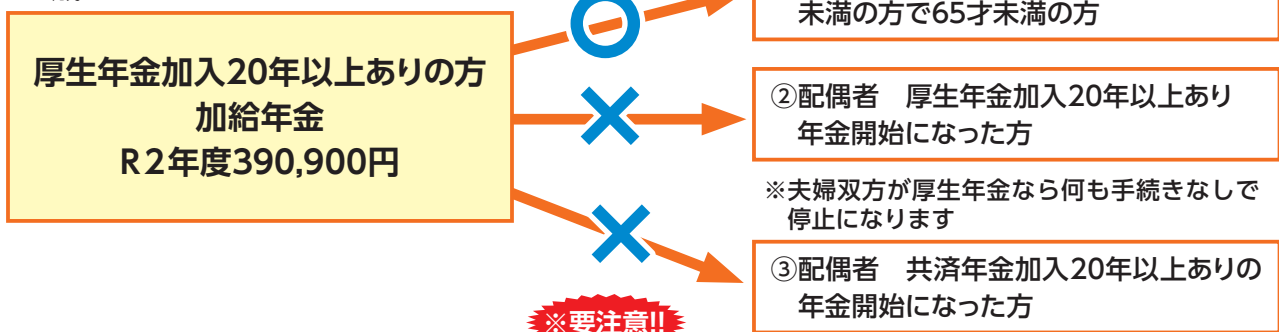 未満の方で65才未満の方
厚生年金加入20年以上ありの方
加給年金
R2年度390,900円
②配偶者　厚生年金加入20年以上あり
年金開始になった方
※夫婦双方が厚生年金なら何も手続きなしで
停止になります
③配偶者　共済年金加入20年以上ありの
年金開始になった方
※要注意!!